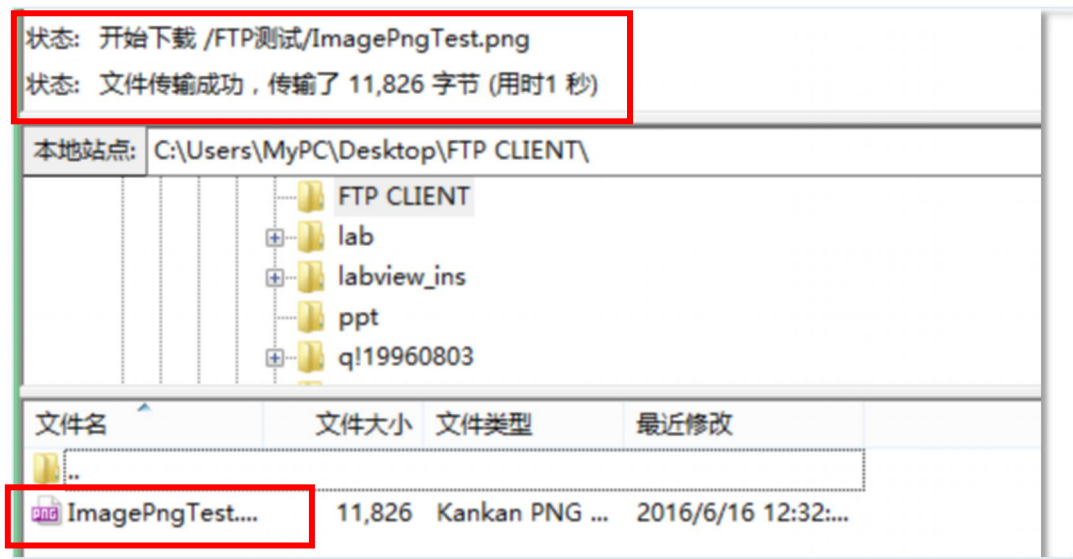 状态: 开始下载 /FTP测试/ImagePngTest.png
状态: 文件传输成功，传输了 11,826 字节 (用时1 秒)
本地站点: C:\Users\MyPC\Desktop\FTP CLIENT\
FTP CLIENT
lab
labview_ins
ppt
q!19960803
文件名 文件大小 文件类型 最近修改
..
ImagePngTest.... 11,826 Kankan PNG ... 2016/6/16 12:32:...